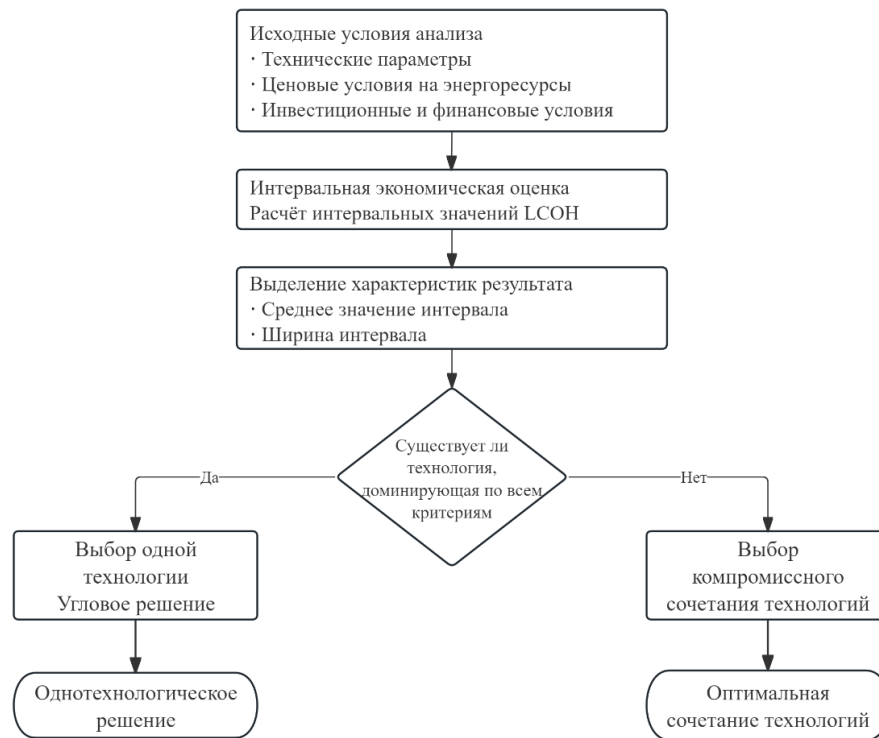 Исходные условия анализа
· Технические параметры
· Ценовые условия на энергоресурсы
· Инвестиционные и финансовые условия
Интервальная экономическая оценка
Расчёт интервальных значений LCOH
Выделение характеристик результата
· Среднее значение интервала
· Ширина интервала
Существует ли
технология,
доминирующая по всем
критериям
Да
Нет
Выбор одной
технологии
Угловое решение
Выбор
компромиссного
сочетания технологий
Однотехнологическое
решение
Оптимальная
сочетание технологий